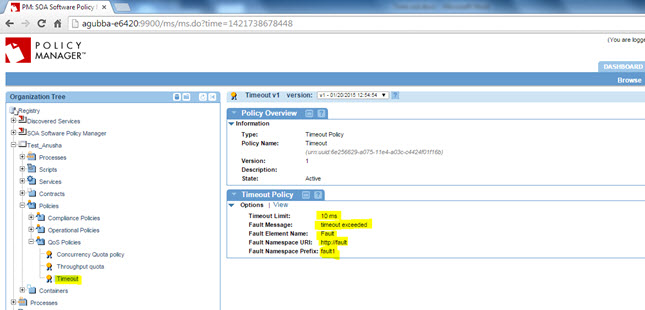 PM: SOA Software Policy
agubba-e6420:9900/ms/ms.do?time=1421738678448
POLICY
MANAGER™
(You are logge
DASHBOARD
Browse
Organization Tree
Registry
Discovered Services
SOA Software Policy Manager
Test_Anusha
Processes
Scripts
Services
Contracts
Policies
Compliance Policies
Operational Policies
QoS Policies
Concurrency Quota policy
Throughput quota
Timeout
Containers
Processes
Timeout v1 version: v1 - 01/20/2015 12:54:54
Policy Overview
Information
Type: Timeout Policy
Policy Name: Timeout
(urn:uuid:6e256829-a075-11e4-a03c-c4424f01f16b)
Version: 1
Description:
State: Active
Timeout Policy
Options | View
Timeout Limit: 10 ms
Fault Message: timeout exceeded
Fault Element Name: Fault
Fault Namespace URI: http://fault
Fault Namespace Prefix: fault1